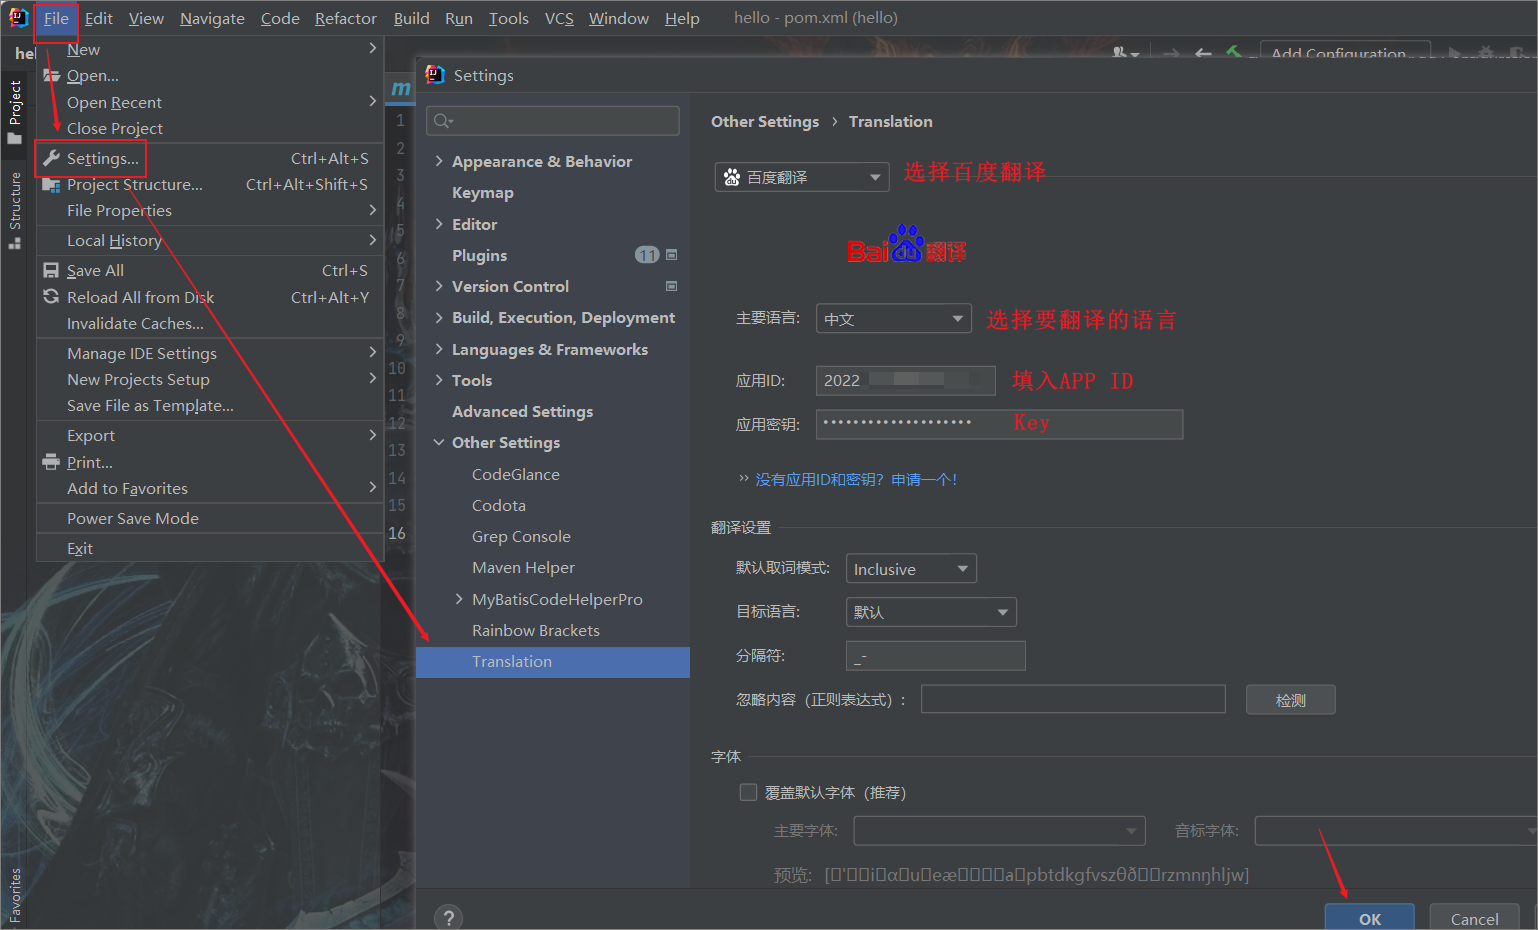 File Edit View Navigate Code Refactor Build Run Tools VCS Window Help hello - pom.xml (hello)
he
Add Configuration...
New
Open...
Open Recent
Close Project
Settings... Ctrl+Alt+S
Project Structure... Ctrl+Alt+Shift+S
File Properties
Local History
Save All Ctrl+S
Reload All from Disk Ctrl+Alt+Y
Invalidate Caches...
Manage IDE Settings
New Projects Setup
Save File as Template...
Export
Print...
Add to Favorites
Power Save Mode
Exit
Project
Structure
Favorites
m
1
2
3
4
5
6
7
8
9
10
11
12
13
14
15
16
Settings
Appearance & Behavior
Keymap
Editor
Plugins 11
Version Control
Build, Execution, Deployment
Languages & Frameworks
Tools
Advanced Settings
Other Settings
CodeGlance
Codota
Grep Console
Maven Helper
MyBatisCodeHelperPro
Rainbow Brackets
Translation
?
Other Settings › Translation
百度翻译 选择百度翻译
Bai du 翻译
主要语言: 中文 选择要翻译的语言
应用ID: 2022 填入APP ID
应用密钥: •••••••••••••••••••• Key
›› 没有应用ID和密钥？申请一个！
翻译设置
默认取词模式: Inclusive
目标语言: 默认
分隔符: _-
忽略内容（正则表达式）: 检测
字体
覆盖默认字体（推荐）
主要字体: 音标字体:
预览: [▯'▯▯i▯ɑ▯u▯eæ▯▯▯▯a▯pbtdkgfvszθð▯▯rzmnŋhljw]
OK Cancel